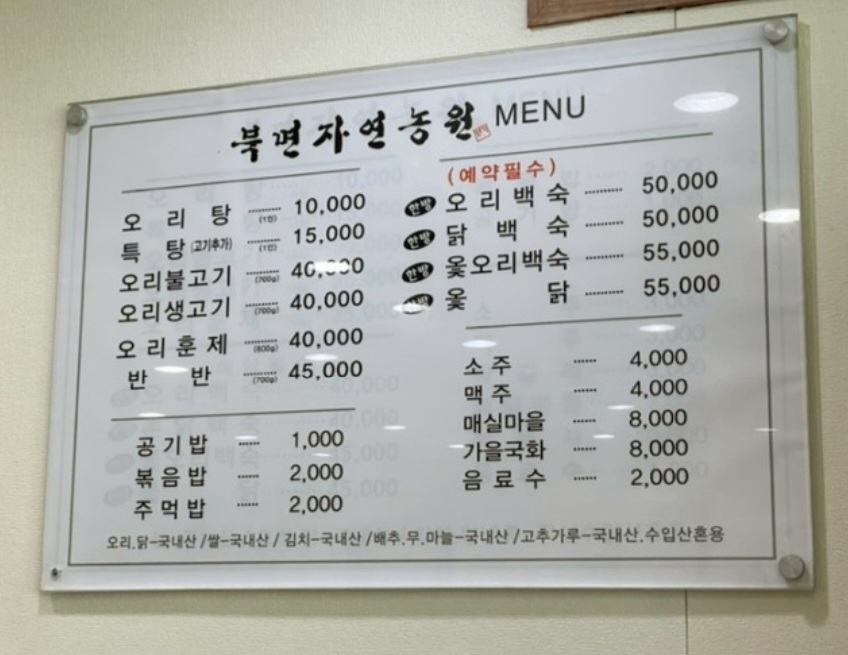 북면자연농원 MENU
오리탕 (1인) 10,000
특탕(고기추가) (1인) 15,000
오리불고기 (700g) 40,000
오리생고기 (700g) 40,000
오리훈제 (600g) 40,000
반반 (700g) 45,000
공기밥 1,000
볶음밥 2,000
주먹밥 2,000
(예약필수)
한방 오리백숙 50,000
한방 닭백숙 50,000
한방 옻오리백숙 55,000
한방 옻닭 55,000
소주 4,000
맥주 4,000
매실마을 8,000
가을국화 8,000
음료수 2,000
오리.닭-국내산 /쌀-국내산 / 김치-국내산 /배추.무.마늘-국내산 /고추가루-국내산.수입산혼용